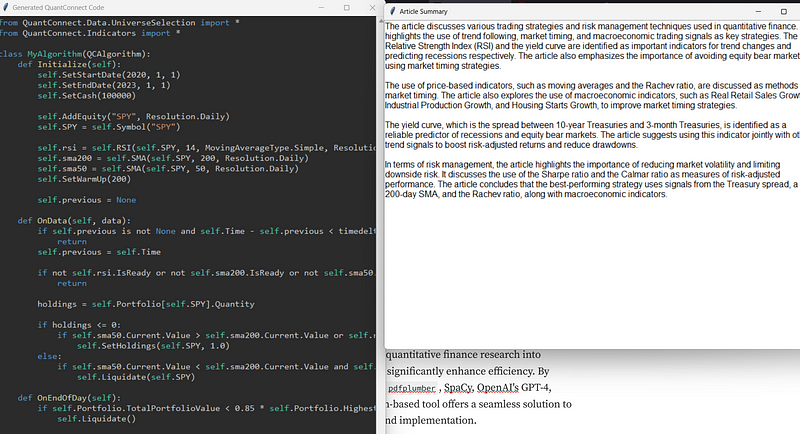 Generated QuantConnect Code
from QuantConnect.Data.UniverseSelection import *
from QuantConnect.Indicators import *
class MyAlgorithm(QCAlgorithm):
def Initialize(self):
self.SetStartDate(2020, 1, 1)
self.SetEndDate(2023, 1, 1)
self.SetCash(100000)
self.AddEquity("SPY", Resolution.Daily)
self.SPY = self.Symbol("SPY")
self.rsi = self.RSI(self.SPY, 14, MovingAverageType.Simple, Resolution
self.sma200 = self.SMA(self.SPY, 200, Resolution.Daily)
self.sma50 = self.SMA(self.SPY, 50, Resolution.Daily)
self.SetWarmUp(200)
self.previous = None
def OnData(self, data):
if self.previous is not None and self.Time - self.previous < timedelt
return
self.previous = self.Time
if not self.rsi.IsReady or not self.sma200.IsReady or not self.sma50.
return
holdings = self.Portfolio[self.SPY].Quantity
if holdings <= 0:
if self.sma50.Current.Value > self.sma200.Current.Value or self.r
self.SetHoldings(self.SPY, 1.0)
else:
if self.sma50.Current.Value < self.sma200.Current.Value and self.
self.Liquidate(self.SPY)
def OnEndOfDay(self):
if self.Portfolio.TotalPortfolioValue < 0.85 * self.Portfolio.Highest
self.Liquidate()
Article Summary
The article discusses various trading strategies and risk management techniques used in quantitative finance.
highlights the use of trend following, market timing, and macroeconomic trading signals as key strategies. The
Relative Strength Index (RSI) and the yield curve are identified as important indicators for trend changes and
predicting recessions respectively. The article also emphasizes the importance of avoiding equity bear market
using market timing strategies.
The use of price-based indicators, such as moving averages and the Rachev ratio, are discussed as methods
market timing. The article also explores the use of macroeconomic indicators, such as Real Retail Sales Growt
Industrial Production Growth, and Housing Starts Growth, to improve market timing strategies.
The yield curve, which is the spread between 10-year Treasuries and 3-month Treasuries, is identified as a
reliable predictor of recessions and equity bear markets. The article suggests using this indicator jointly with ot
trend signals to boost risk-adjusted returns and reduce drawdowns.
In terms of risk management, the article highlights the importance of reducing market volatility and limiting
downside risk. It discusses the use of the Sharpe ratio and the Calmar ratio as measures of risk-adjusted
performance. The article concludes that the best-performing strategy uses signals from the Treasury spread, a
200-day SMA, and the Rachev ratio, along with macroeconomic indicators.
quantitative finance research into
significantly enhance efficiency. By
pdfplumber , SpaCy, OpenAI's GPT-4,
n-based tool offers a seamless solution to
nd implementation.